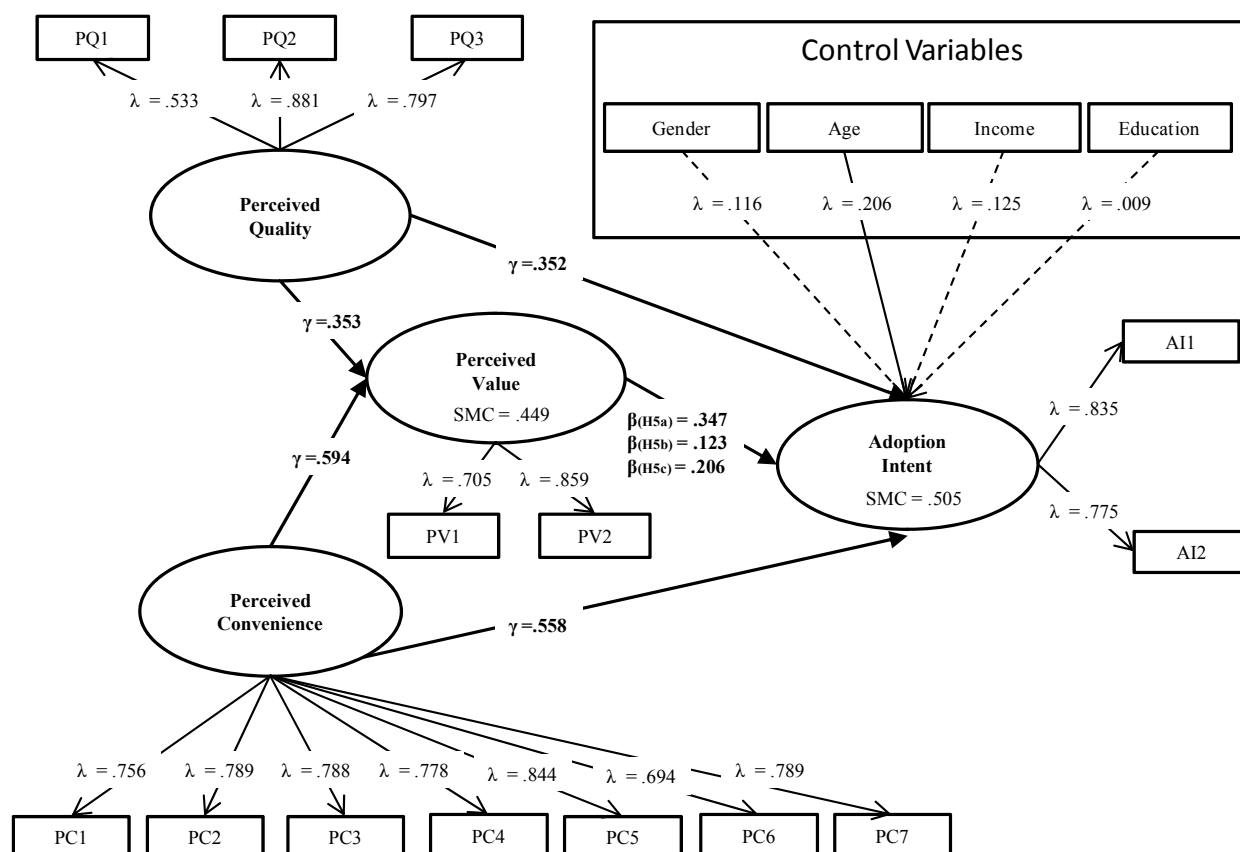 PQ1
PQ2
PQ3
λ = .533
λ = .881
λ = .797
Control Variables
Gender
Age
Income
Education
λ = .116
λ = .206
λ = .125
λ = .009
Perceived
Quality
γ =.352
γ =.353
Perceived
Value
SMC = .449
β(H5a) = .347
β(H5b) = .123
β(H5c) = .206
Adoption
Intent
SMC = .505
AI1
λ = .835
λ = .775
AI2
γ=.594
λ = .705
λ = .859
PV1
PV2
Perceived
Convenience
γ=.558
λ = .756
λ = .789
λ = .788
λ = .778
λ = .844
λ = .694
λ = .789
PC1
PC2
PC3
PC4
PC5
PC6
PC7